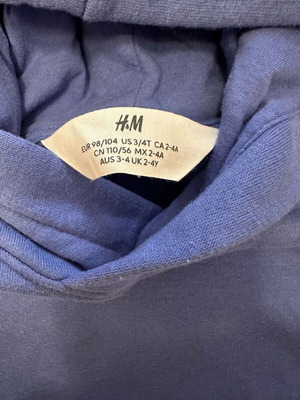 H&M
EUR 98/104 US 3/4T CA 2-4A
CN 110/56 MX 2-4A
AUS 3-4 UK 2-4Y